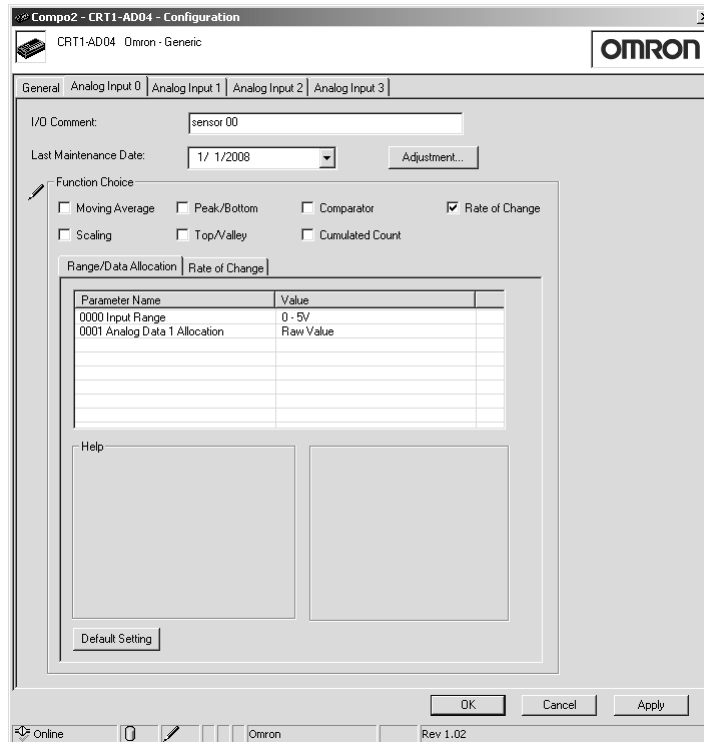 Compo2 - CRT1-AD04 - Configuration
CRT1-AD04 Omron - Generic
OMRON
General Analog Input 0 Analog Input 1 Analog Input 2 Analog Input 3
I/O Comment: sensor 00
Last Maintenance Date: 1/ 1/2008 Adjustment...
Function Choice
Moving Average Peak/Bottom Comparator Rate of Change
Scaling Top/Valley Cumulated Count
Range/Data Allocation Rate of Change
Parameter Name Value
0000 Input Range 0 - 5V
0001 Analog Data 1 Allocation Raw Value
Help
Default Setting
OK Cancel Apply
Online Omron Rev 1.02